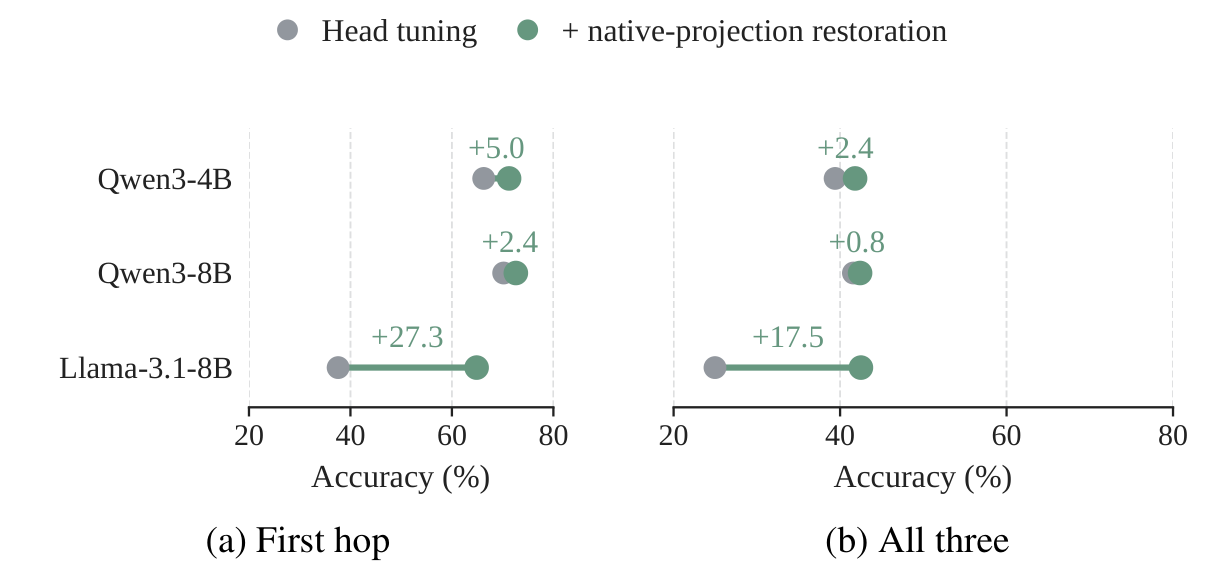 Head tuning
+ native-projection restoration
+5.0
+2.4
Qwen3-4B
+2.4
+0.8
Qwen3-8B
+27.3
+17.5
Llama-3.1-8B
20 40 60 80
20 40 60 80
Accuracy (%)
Accuracy (%)
(a) First hop
(b) All three